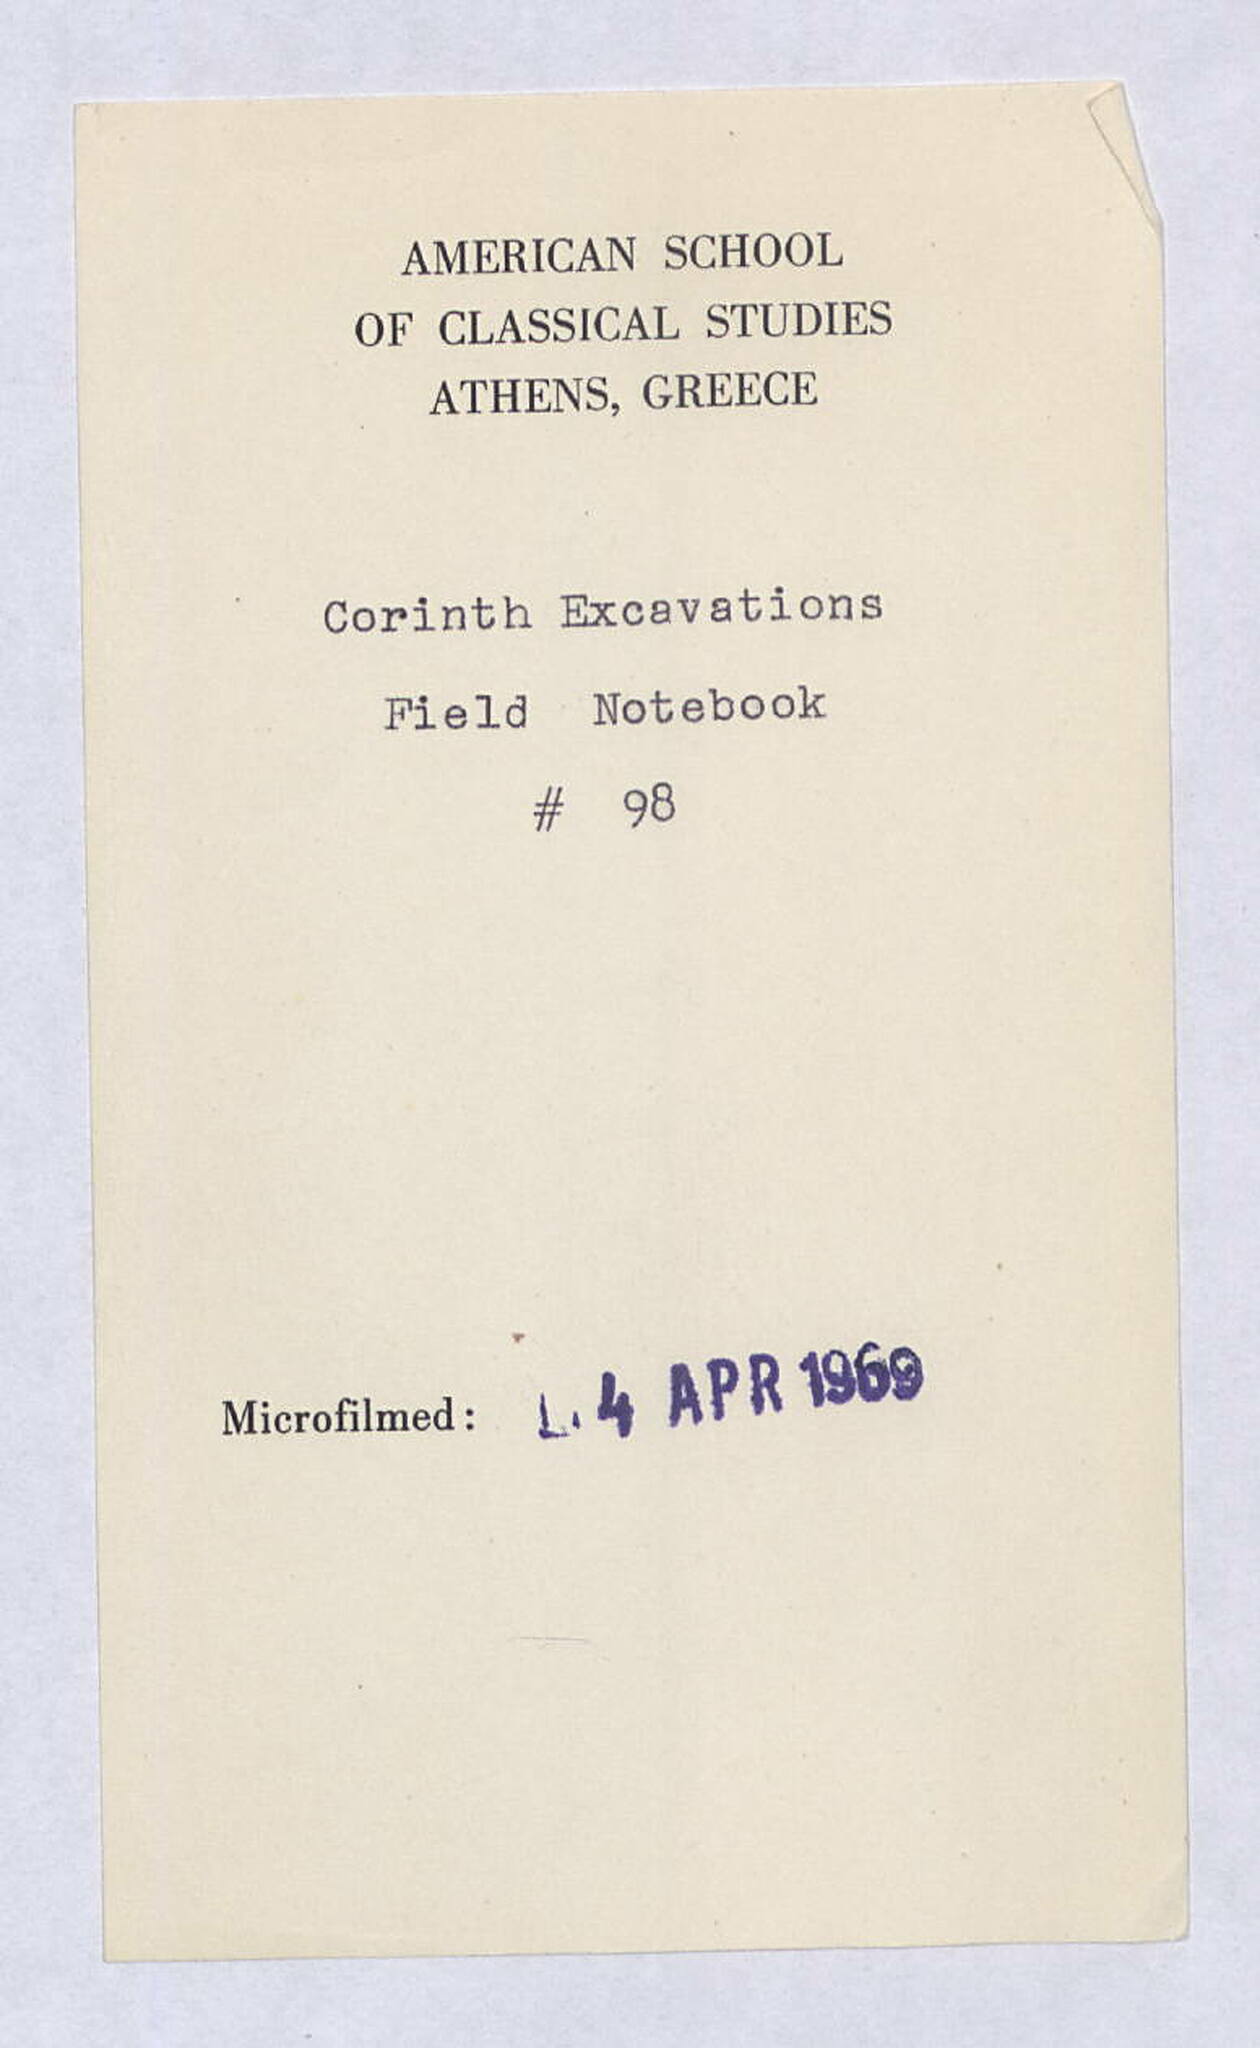 AMERICAN SCHOOL
OF CLASSICAL STUDIES
ATHENS, GREECE
Corinth Excavations
Field Notebook
# 98
Microfilmed: 4 APR 1969